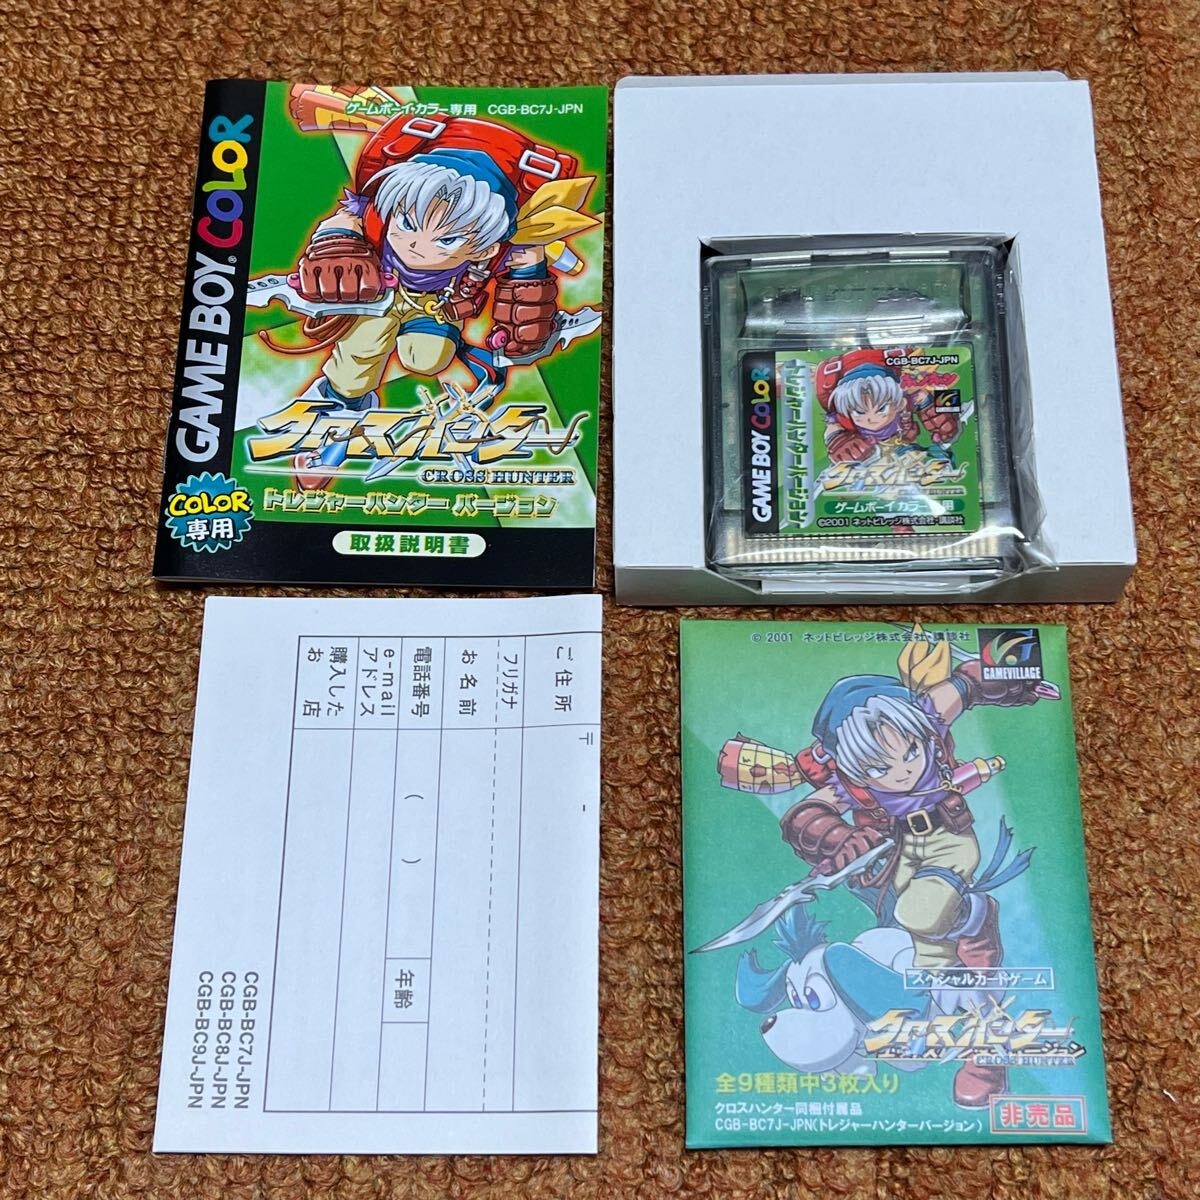 ゲームボーイ・カラー専用 CGB-BC7J-JPN
GAME BOY COLOR
クロスハンター
CROSS HUNTER
トレジャーハンター バージョン
COLOR
専用
取扱説明書
CGB-BC7J-JPN
GAME BOY COLOR
トレジャーハンターバージョン
クロスハンター
ゲームボーイカラー専用
©2001 ネットビレッジ株式会社・講談社
ご住所
〒 -
フリガナ
お名前
電話番号
( )
年齢
e-mail
アドレス
購入した
お店
CGB-BC7J-JPN
CGB-BC8J-JPN
CGB-BC9J-JPN
© 2001 ネットビレッジ株式会社・講談社
GAMEVILLAGE
スペシャルカードゲーム
クロスハンター
CROSS HUNTER
全9種類中3枚入り
クロスハンター同梱付属品
CGB-BC7J-JPN(トレジャーハンターバージョン)
非売品